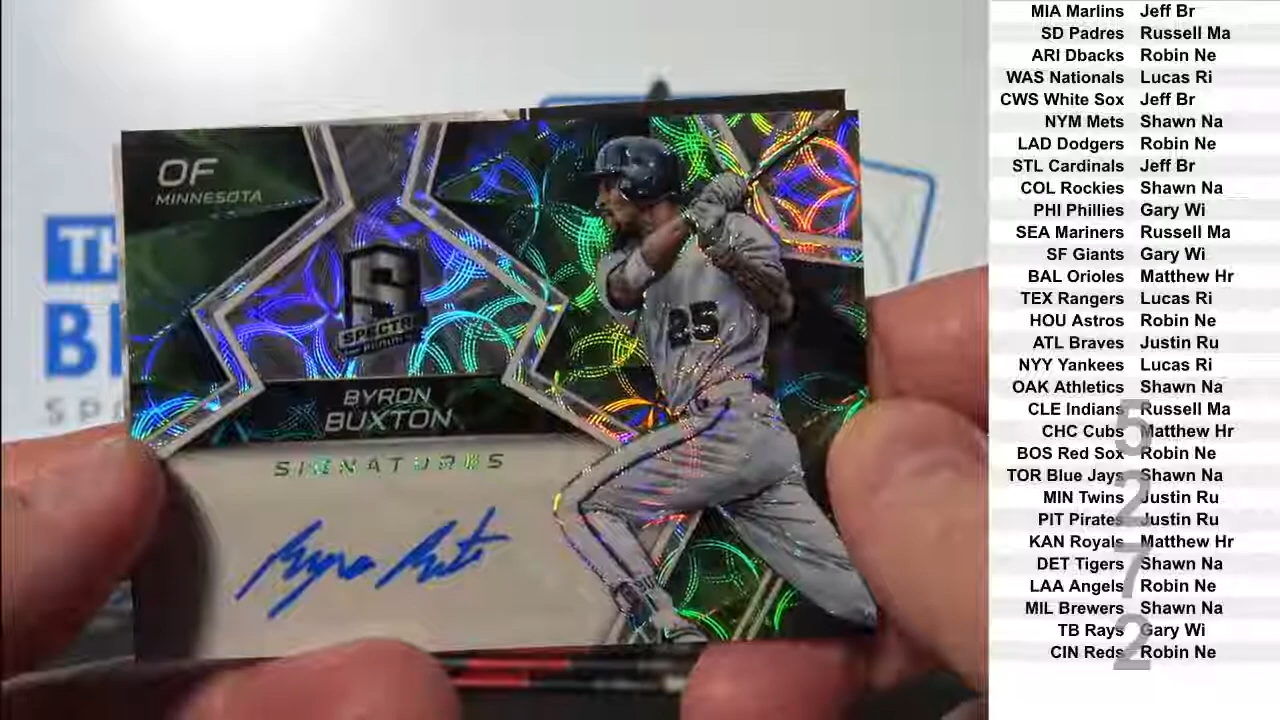 OF
MINNESOTA
SPECTRA
BYRON
BUXTON
SIGNATURES
25
MIA Marlins Jeff Br
SD Padres Russell Ma
ARI Dbacks Robin Ne
WAS Nationals Lucas Ri
CWS White Sox Jeff Br
NYM Mets Shawn Na
LAD Dodgers Robin Ne
STL Cardinals Jeff Br
COL Rockies Shawn Na
PHI Phillies Gary Wi
SEA Mariners Russell Ma
SF Giants Gary Wi
BAL Orioles Matthew Hr
TEX Rangers Lucas Ri
HOU Astros Robin Ne
ATL Braves Justin Ru
NYY Yankees Lucas Ri
OAK Athletics Shawn Na
CLE Indians Russell Ma
CHC Cubs Matthew Hr
BOS Red Sox Robin Ne
TOR Blue Jays Shawn Na
MIN Twins Justin Ru
PIT Pirates Justin Ru
KAN Royals Matthew Hr
DET Tigers Shawn Na
LAA Angels Robin Ne
MIL Brewers Shawn Na
TB Rays Gary Wi
CIN Reds Robin Ne
5
2
7
2